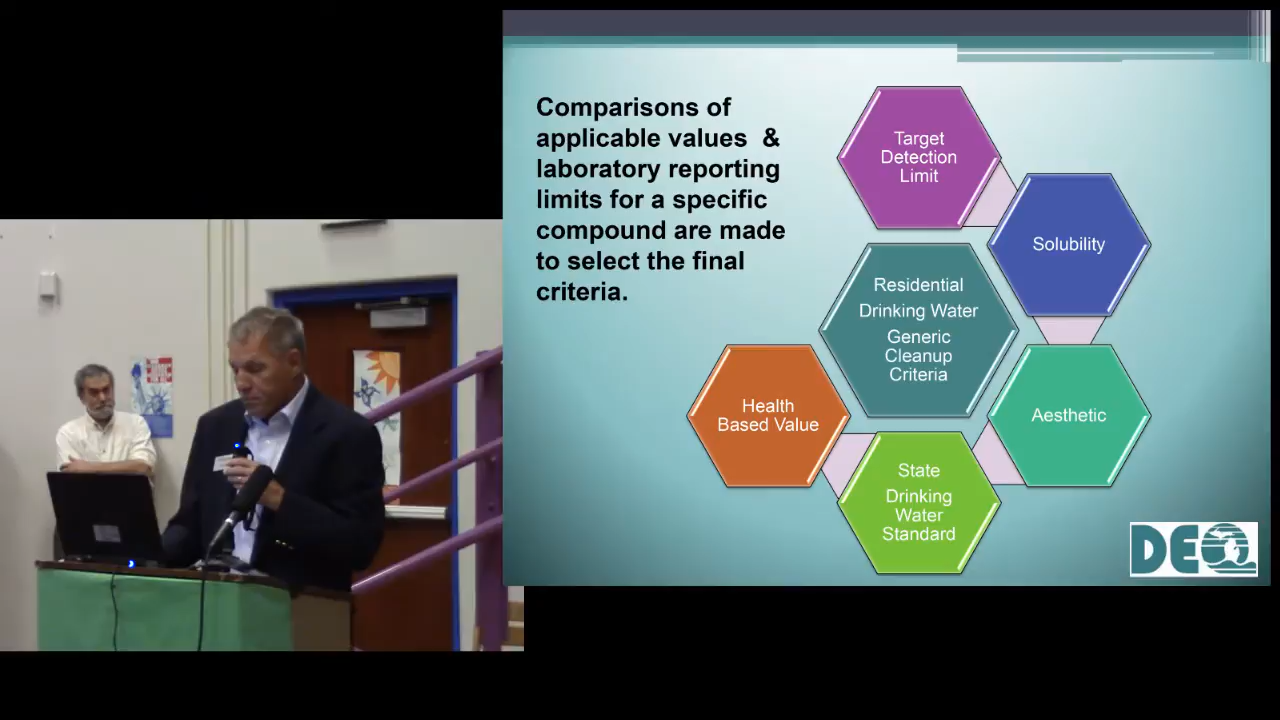 Comparisons of
applicable values &
laboratory reporting
limits for a specific
compound are made
to select the final
criteria.
Target
Detection
Limit
Solubility
Residential
Drinking Water
Generic
Cleanup
Criteria
Health
Based Value
Aesthetic
State
Drinking
Water
Standard
DEQ